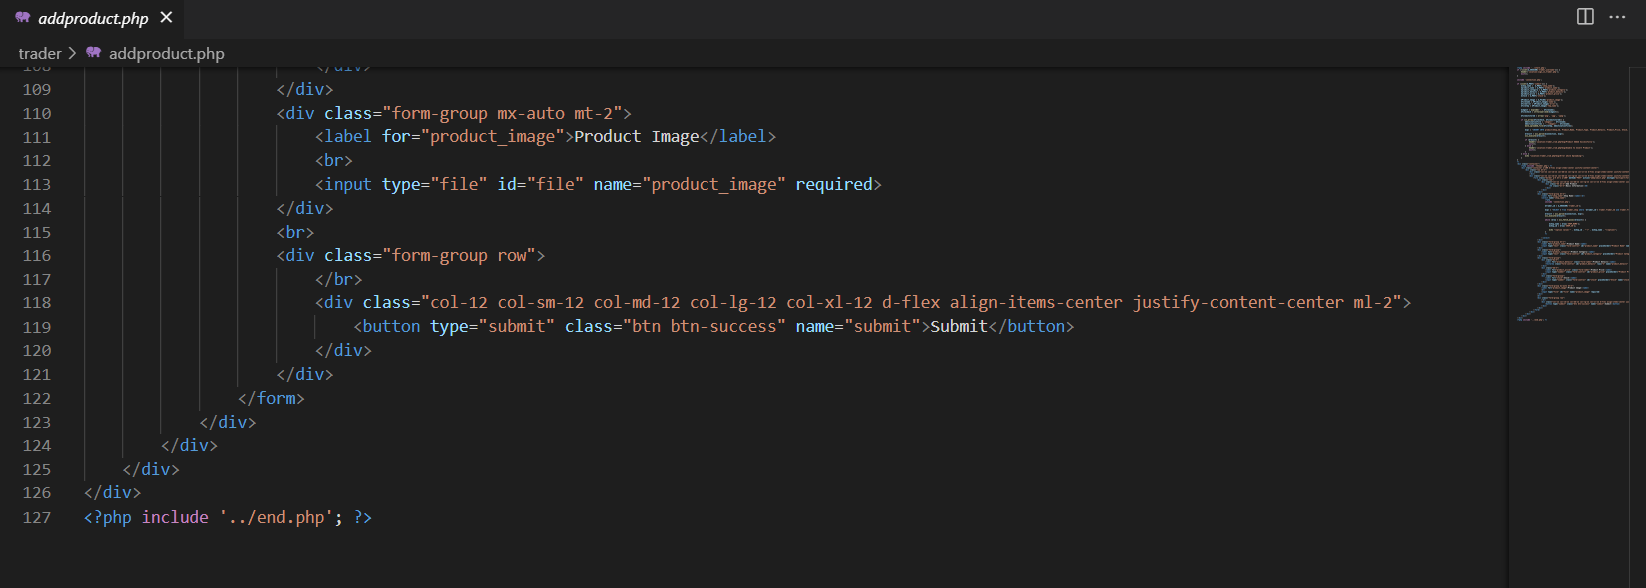 addproduct.php
trader > addproduct.php
108 </div>
109 </div>
110 <div class="form-group mx-auto mt-2">
111 <label for="product_image">Product Image</label>
112 <br>
113 <input type="file" id="file" name="product_image" required>
114 </div>
115 <br>
116 <div class="form-group row">
117 </br>
118 <div class="col-12 col-sm-12 col-md-12 col-lg-12 col-xl-12 d-flex align-items-center justify-content-center ml-2">
119 <button type="submit" class="btn btn-success" name="submit">Submit</button>
120 </div>
121 </div>
122 </form>
123 </div>
124 </div>
125 </div>
126 </div>
127 <?php include '../end.php'; ?>